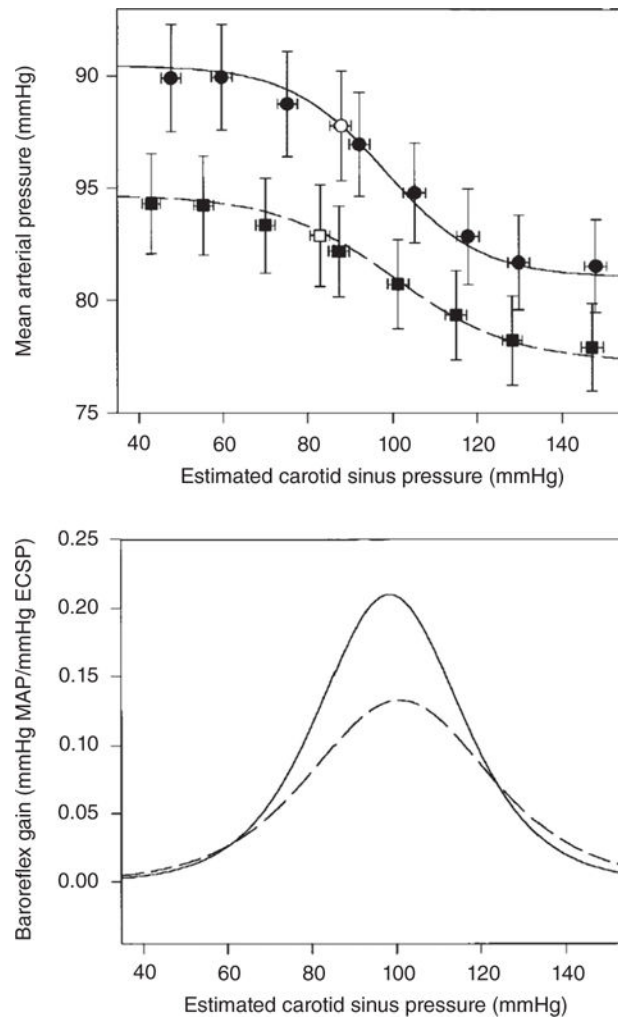 Mean arterial pressure (mmHg)
90
95
80
75
40 60 80 100 120 140
Estimated carotid sinus pressure (mmHg)
Baroreflex gain (mmHg MAP/mmHg ECSP)
0.25
0.20
0.15
0.10
0.05
0.00
40 60 80 100 120 140
Estimated carotid sinus pressure (mmHg)